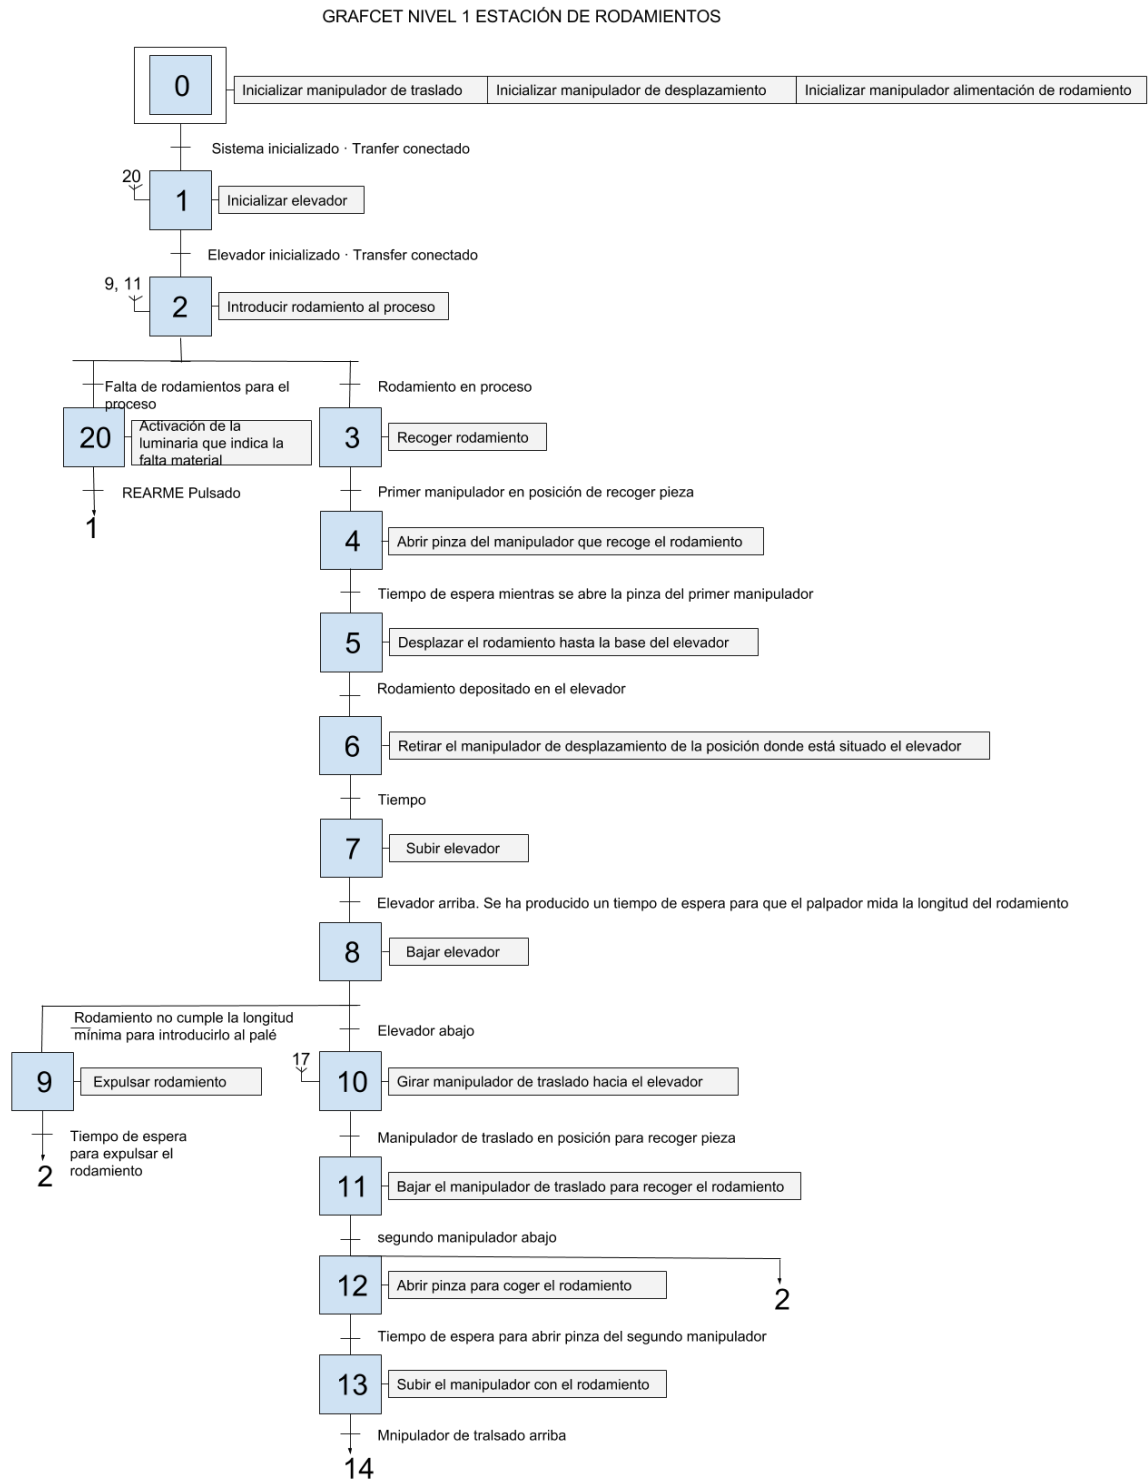 GRAFCET NIVEL 1 ESTACIÓN DE RODAMIENTOS
0
Inicializar manipulador de traslado
Inicializar manipulador de desplazamiento
Inicializar manipulador alimentación de rodamiento
Sistema inicializado · Tranfer conectado
20
1
Inicializar elevador
Elevador inicializado · Transfer conectado
9, 11
2
Introducir rodamiento al proceso
Falta de rodamientos para el
proceso
Rodamiento en proceso
20
Activación de la
luminaria que indica la
falta material
3
Recoger rodamiento
REARME Pulsado
1
Primer manipulador en posición de recoger pieza
4
Abrir pinza del manipulador que recoge el rodamiento
Tiempo de espera mientras se abre la pinza del primer manipulador
5
Desplazar el rodamiento hasta la base del elevador
Rodamiento depositado en el elevador
6
Retirar el manipulador de desplazamiento de la posición donde está situado el elevador
Tiempo
7
Subir elevador
Elevador arriba. Se ha producido un tiempo de espera para que el palpador mida la longitud del rodamiento
8
Bajar elevador
Rodamiento no cumple la longitud
mínima para introducirlo al palé
Elevador abajo
9
Expulsar rodamiento
17
10
Girar manipulador de traslado hacia el elevador
Tiempo de espera
para expulsar el
rodamiento
2
Manipulador de traslado en posición para recoger pieza
11
Bajar el manipulador de traslado para recoger el rodamiento
segundo manipulador abajo
12
Abrir pinza para coger el rodamiento
2
Tiempo de espera para abrir pinza del segundo manipulador
13
Subir el manipulador con el rodamiento
Mnipulador de tralsado arriba
14